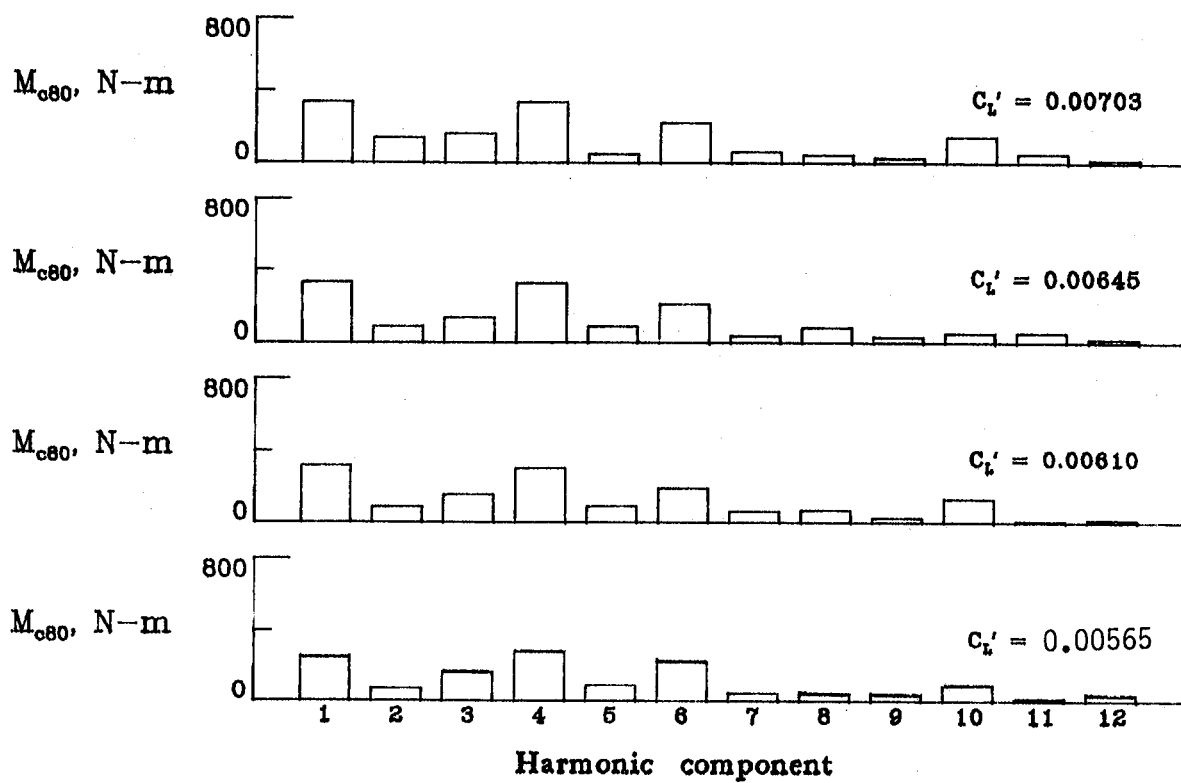 800
M_c80, N-m
C_L' = 0.00703
0
800
M_c80, N-m
C_L' = 0.00645
0
800
M_c80, N-m
C_L' = 0.00610
0
800
M_c80, N-m
C_L' = 0.00565
0
1 2 3 4 5 6 7 8 9 10 11 12
Harmonic component